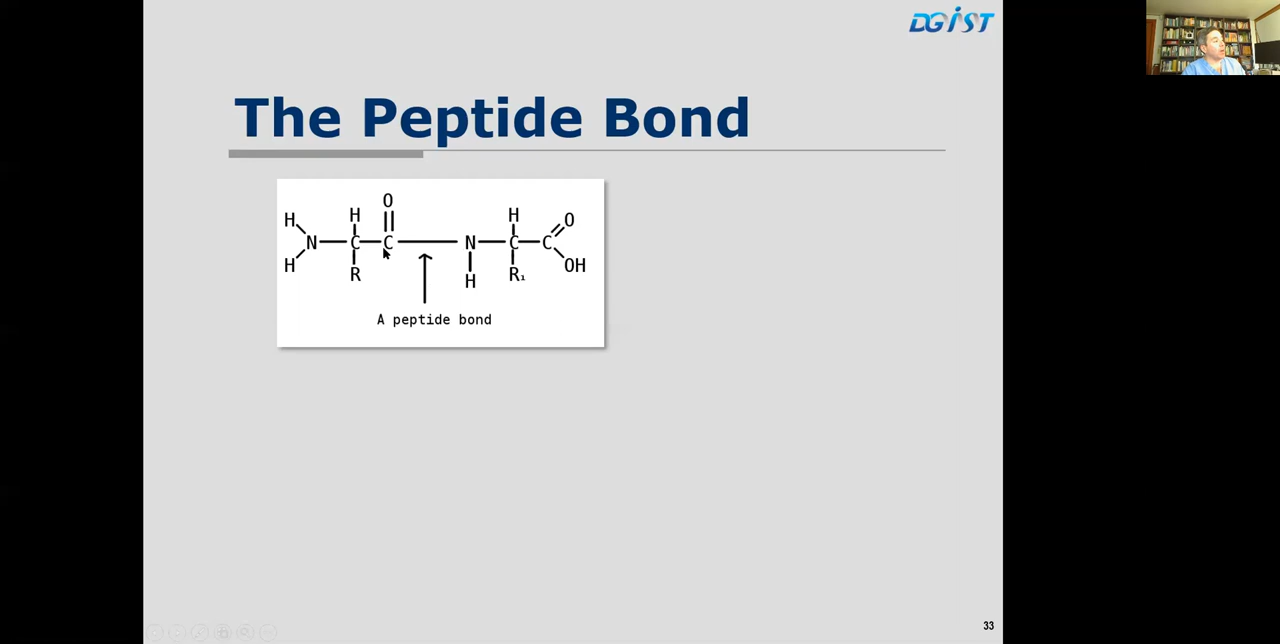 DGIST
The Peptide Bond
O
H H H O
N C C N C C
H R H R₁ OH
A peptide bond
33